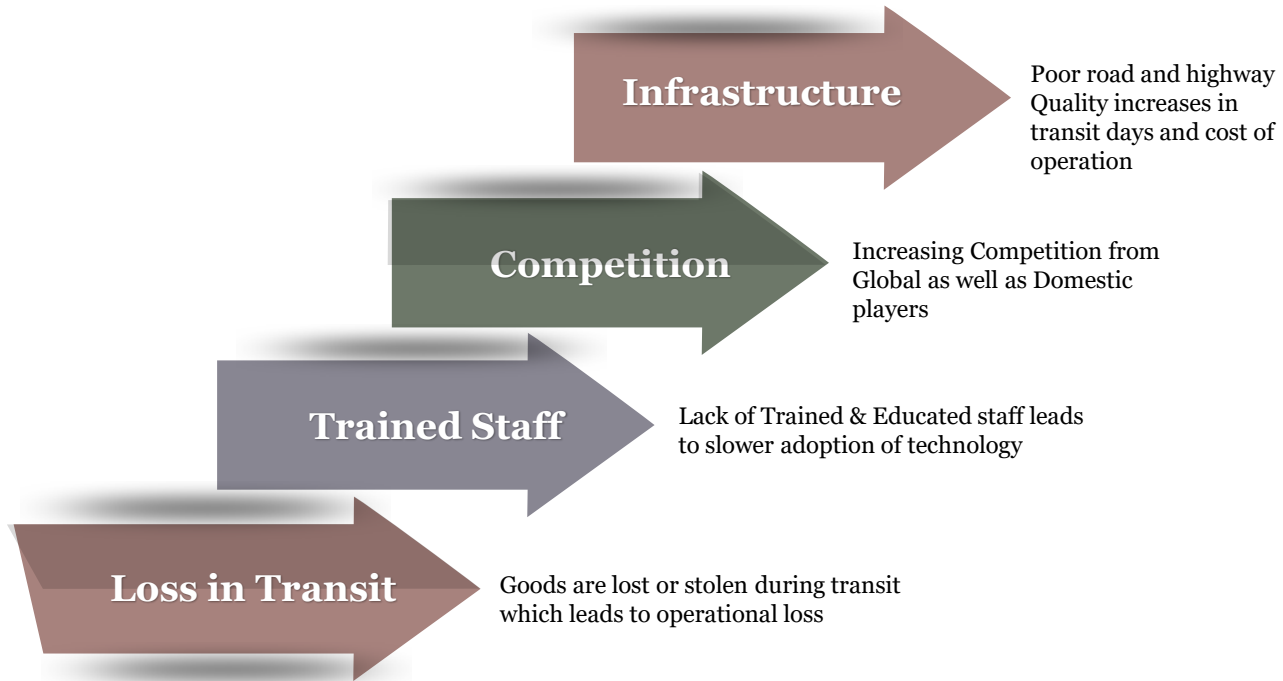 Infrastructure
Poor road and highway
Quality increases in
transit days and cost of
operation
Competition
Increasing Competition from
Global as well as Domestic
players
Trained Staff
Lack of Trained & Educated staff leads
to slower adoption of technology
Loss in Transit
Goods are lost or stolen during transit
which leads to operational loss